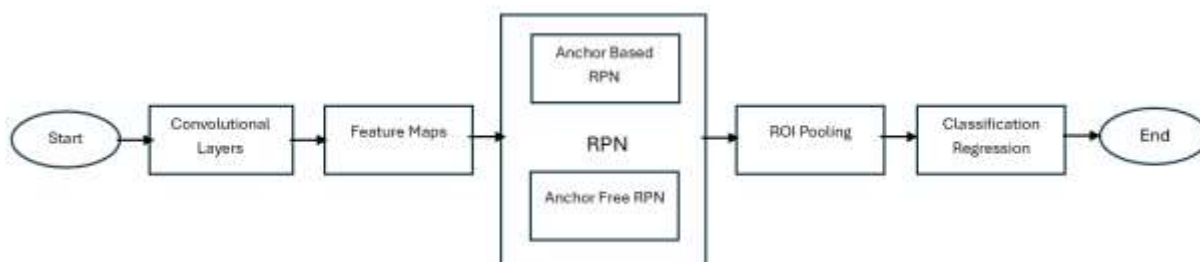 Start
Convolutional
Layers
Feature Maps
Anchor Based
RPN
RPN
Anchor Free RPN
ROI Pooling
Classification
Regression
End